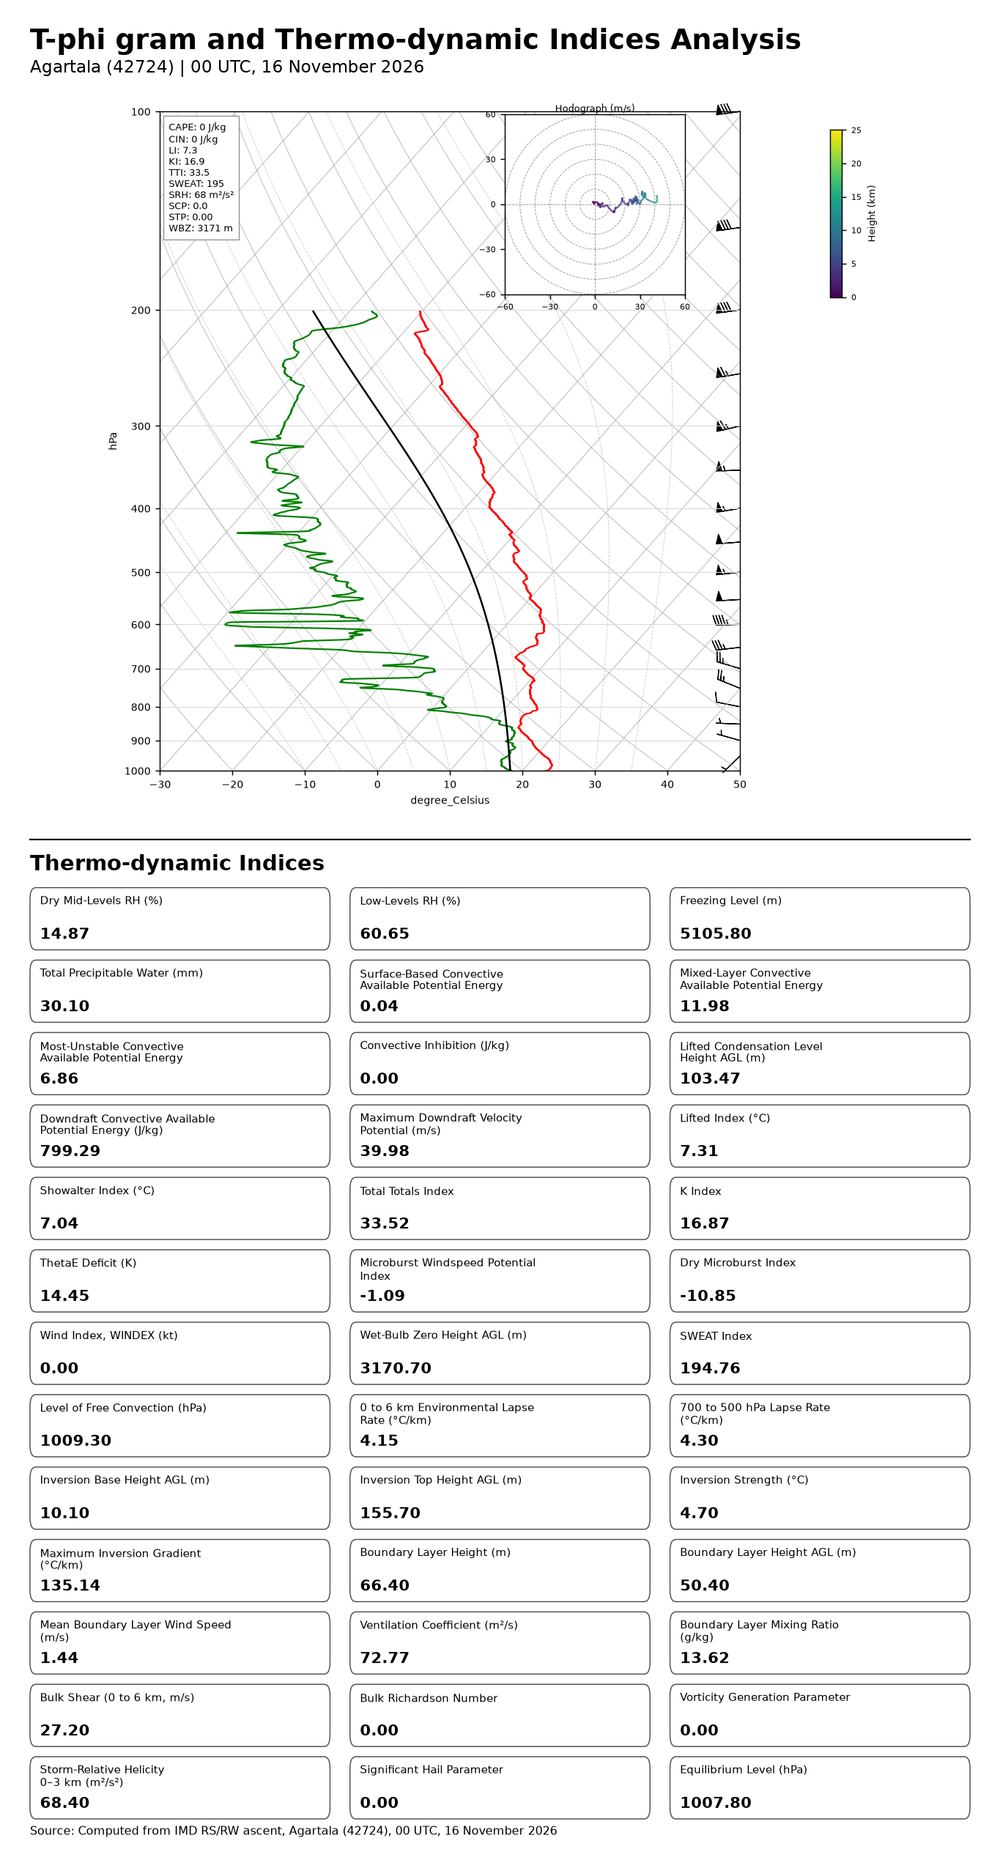 T-phi gram and Thermo-dynamic Indices Analysis
Agartala (42724) | 00 UTC, 16 November 2026
Hodograph (m/s)
100
200
300
400
500
600
700
800
900
1000
hPa
CAPE: 0 J/kg
CIN: 0 J/kg
LI: 7.3
KI: 16.9
TTI: 33.5
SWEAT: 195
SRH: 68 m²/s²
SCP: 0.0
STP: 0.00
WBZ: 3171 m
60
30
0
−30
−60
−60 −30 0 30 60
25
20
15
10
5
0
Height (km)
−30 −20 −10 0 10 20 30 40 50
degree_Celsius
Thermo-dynamic Indices
Dry Mid-Levels RH (%)
14.87
Low-Levels RH (%)
60.65
Freezing Level (m)
5105.80
Total Precipitable Water (mm)
30.10
Surface-Based Convective
Available Potential Energy
0.04
Mixed-Layer Convective
Available Potential Energy
11.98
Most-Unstable Convective
Available Potential Energy
6.86
Convective Inhibition (J/kg)
0.00
Lifted Condensation Level
Height AGL (m)
103.47
Downdraft Convective Available
Potential Energy (J/kg)
799.29
Maximum Downdraft Velocity
Potential (m/s)
39.98
Lifted Index (°C)
7.31
Showalter Index (°C)
7.04
Total Totals Index
33.52
K Index
16.87
ThetaE Deficit (K)
14.45
Microburst Windspeed Potential
Index
-1.09
Dry Microburst Index
-10.85
Wind Index, WINDEX (kt)
0.00
Wet-Bulb Zero Height AGL (m)
3170.70
SWEAT Index
194.76
Level of Free Convection (hPa)
1009.30
0 to 6 km Environmental Lapse
Rate (°C/km)
4.15
700 to 500 hPa Lapse Rate
(°C/km)
4.30
Inversion Base Height AGL (m)
10.10
Inversion Top Height AGL (m)
155.70
Inversion Strength (°C)
4.70
Maximum Inversion Gradient
(°C/km)
135.14
Boundary Layer Height (m)
66.40
Boundary Layer Height AGL (m)
50.40
Mean Boundary Layer Wind Speed
(m/s)
1.44
Ventilation Coefficient (m²/s)
72.77
Boundary Layer Mixing Ratio
(g/kg)
13.62
Bulk Shear (0 to 6 km, m/s)
27.20
Bulk Richardson Number
0.00
Vorticity Generation Parameter
0.00
Storm-Relative Helicity
0–3 km (m²/s²)
68.40
Significant Hail Parameter
0.00
Equilibrium Level (hPa)
1007.80
Source: Computed from IMD RS/RW ascent, Agartala (42724), 00 UTC, 16 November 2026